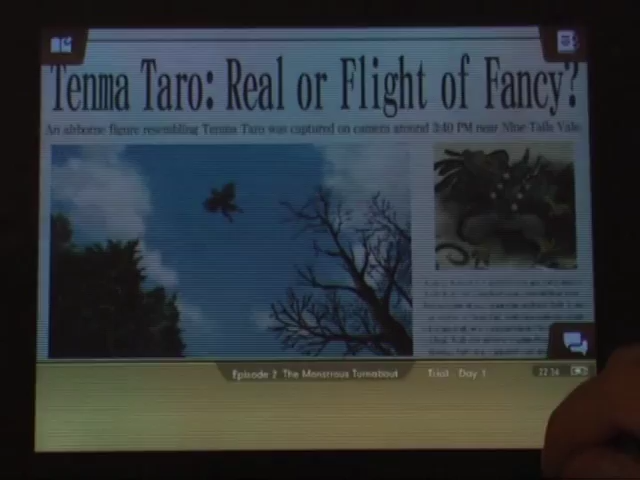 Tenma Taro: Real or Flight of Fancy?
An airborne figure resembling Tenma Taro was captured on camera around 3:40 PM near Nine-Tails Vale.
Episode 2 The Monstrous Turnabout
Trial Day 1
22:34